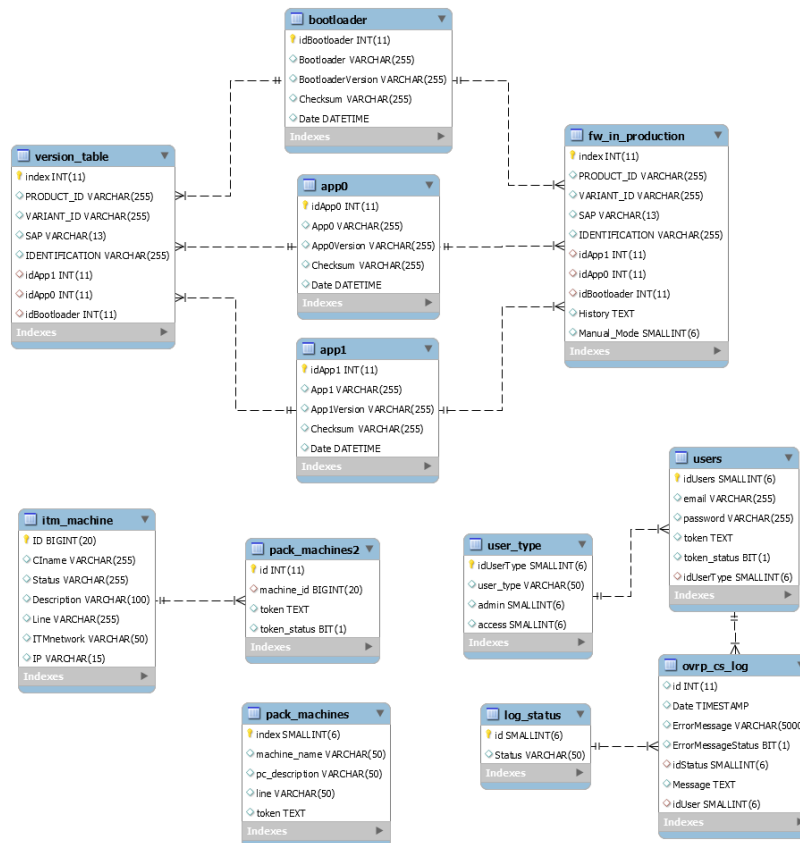 bootloader
idBootloader INT(11)
Bootloader VARCHAR(255)
BootloaderVersion VARCHAR(255)
Checksum VARCHAR(255)
Date DATETIME
Indexes
version_table
index INT(11)
PRODUCT_ID VARCHAR(255)
VARIANT_ID VARCHAR(255)
SAP VARCHAR(13)
IDENTIFICATION VARCHAR(255)
idApp1 INT(11)
idApp0 INT(11)
idBootloader INT(11)
Indexes
app0
idApp0 INT(11)
App0 VARCHAR(255)
App0Version VARCHAR(255)
Checksum VARCHAR(255)
Date DATETIME
Indexes
fw_in_production
index INT(11)
PRODUCT_ID VARCHAR(255)
VARIANT_ID VARCHAR(255)
SAP VARCHAR(13)
IDENTIFICATION VARCHAR(255)
idApp1 INT(11)
idApp0 INT(11)
idBootloader INT(11)
History TEXT
Manual_Mode SMALLINT(6)
Indexes
app1
idApp1 INT(11)
App1 VARCHAR(255)
App1Version VARCHAR(255)
Checksum VARCHAR(255)
Date DATETIME
Indexes
itm_machine
ID BIGINT(20)
CIname VARCHAR(255)
Status VARCHAR(255)
Description VARCHAR(100)
Line VARCHAR(255)
ITMnetwork VARCHAR(50)
IP VARCHAR(15)
Indexes
pack_machines2
id INT(11)
machine_id BIGINT(20)
token TEXT
token_status BIT(1)
Indexes
user_type
idUserType SMALLINT(6)
user_type VARCHAR(50)
admin SMALLINT(6)
access SMALLINT(6)
Indexes
users
idUsers SMALLINT(6)
email VARCHAR(255)
password VARCHAR(255)
token TEXT
token_status BIT(1)
idUserType SMALLINT(6)
Indexes
pack_machines
index SMALLINT(6)
machine_name VARCHAR(50)
pc_description VARCHAR(50)
line VARCHAR(50)
token TEXT
Indexes
log_status
id SMALLINT(6)
Status VARCHAR(50)
Indexes
ovrp_cs_log
id INT(11)
Date TIMESTAMP
ErrorMessage VARCHAR(5000
ErrorMessageStatus BIT(1)
idStatus SMALLINT(6)
Message TEXT
idUser SMALLINT(6)
Indexes